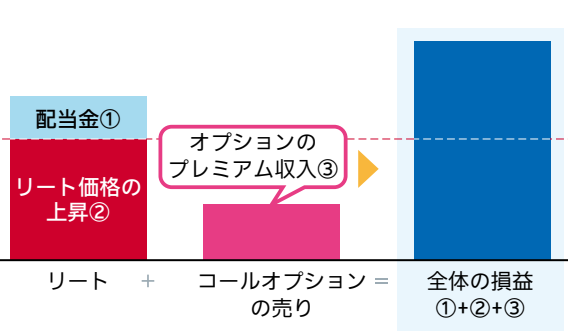 配当金①
リート価格の
上昇②
オプションの
プレミアム収入③
リート
+
コールオプション
の売り
=
全体の損益
①+②+③